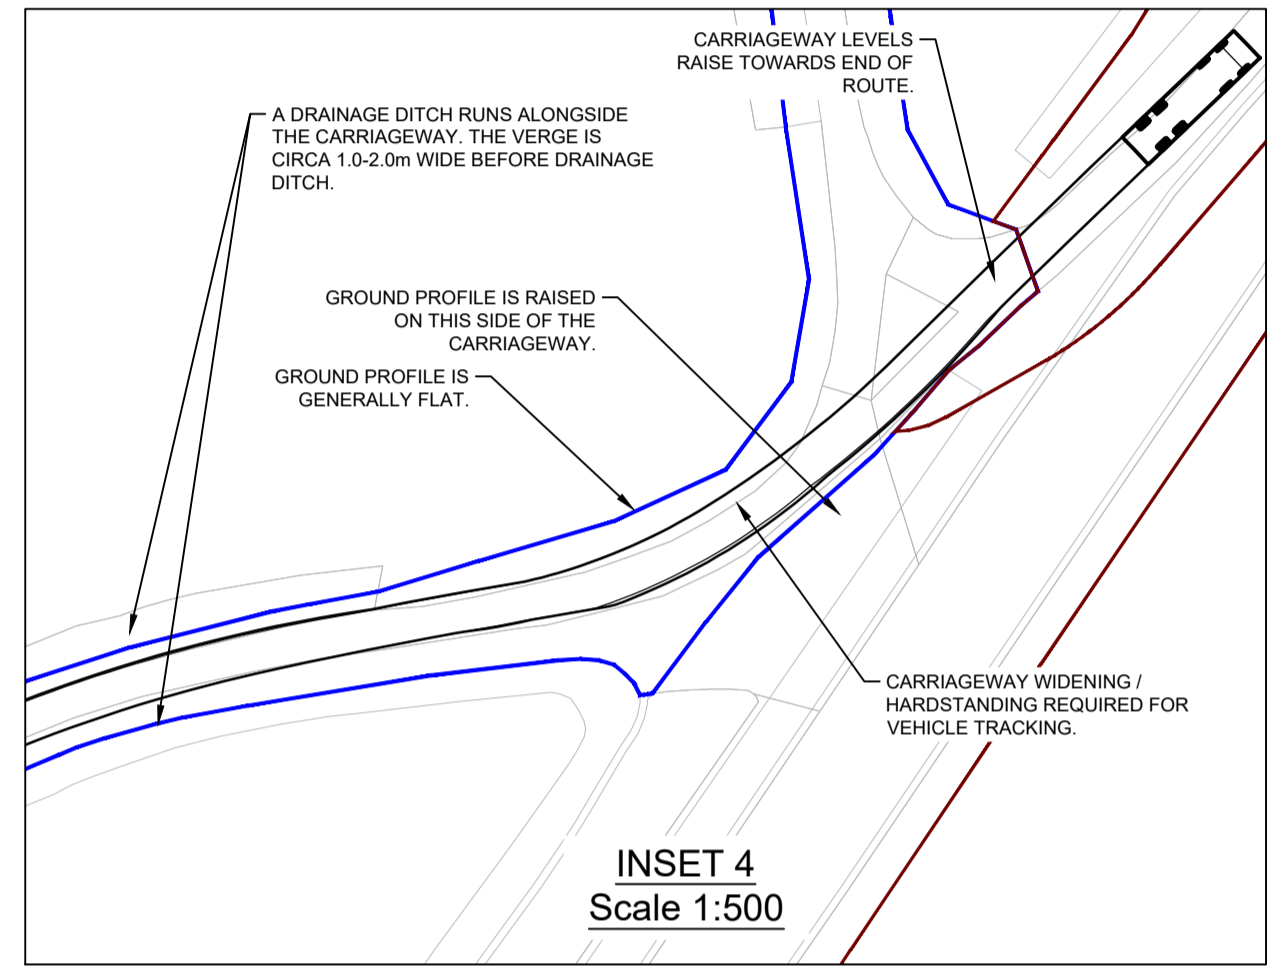 CARRIAGEWAY LEVELS
RAISE TOWARDS END OF
ROUTE.
A DRAINAGE DITCH RUNS ALONGSIDE
THE CARRIAGEWAY. THE VERGE IS
CIRCA 1.0-2.0m WIDE BEFORE DRAINAGE
DITCH.
GROUND PROFILE IS RAISED
ON THIS SIDE OF THE
CARRIAGEWAY.
GROUND PROFILE IS
GENERALLY FLAT.
CARRIAGEWAY WIDENING /
HARDSTANDING REQUIRED FOR
VEHICLE TRACKING.
INSET 4
Scale 1:500